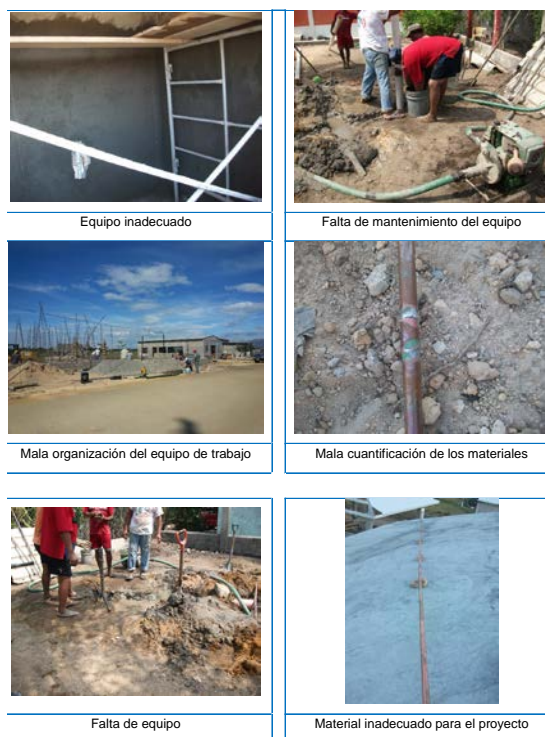 Equipo inadecuado
Falta de mantenimiento del equipo
Mala organización del equipo de trabajo
Mala cuantificación de los materiales
Falta de equipo
Material inadecuado para el proyecto